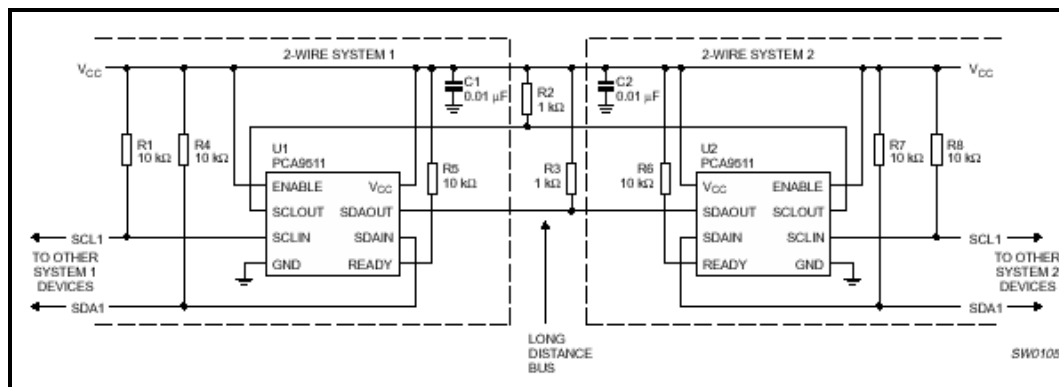 2-WIRE SYSTEM 1
2-WIRE SYSTEM 2
VCC
C1
0.01 µF
R2
1 kΩ
C2
0.01 µF
VCC
R1
10 kΩ
R4
10 kΩ
U1
PCA9511
R5
10 kΩ
R3
1 kΩ
R6
10 kΩ
U2
PCA9511
R7
10 kΩ
R8
10 kΩ
ENABLE
VCC
SCLOUT
SDAOUT
SCLIN
SDAIN
GND
READY
VCC
ENABLE
SDAOUT
SCLOUT
SDAIN
SCLIN
READY
GND
SCL1
TO OTHER
SYSTEM 1
DEVICES
SDA1
SCL1
TO OTHER
SYSTEM 2
DEVICES
SDA1
LONG
DISTANCE
BUS